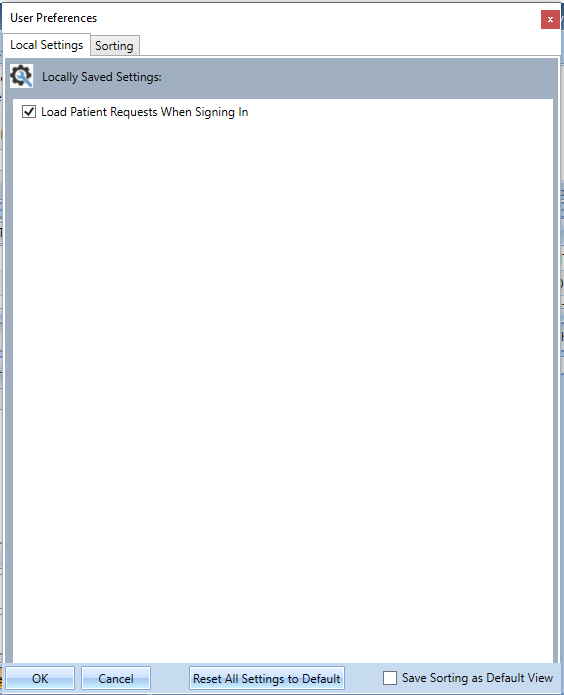 User Preferences
x
Local Settings
Sorting
Locally Saved Settings:
Load Patient Requests When Signing In
OK
Cancel
Reset All Settings to Default
Save Sorting as Default View